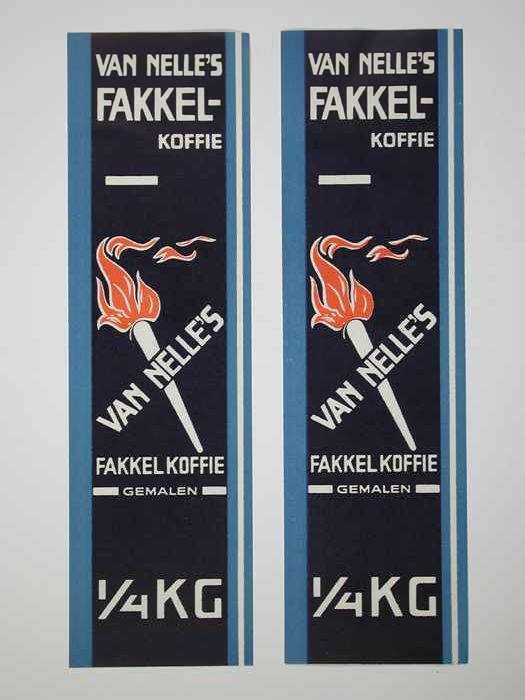 VAN NELLE'S
FAKKEL-
KOFFIE
VAN NELLE'S
FAKKEL KOFFIE
GEMALEN
1/4 KG
VAN NELLE'S
FAKKEL-
KOFFIE
VAN NELLE'S
FAKKEL KOFFIE
GEMALEN
1/4 KG